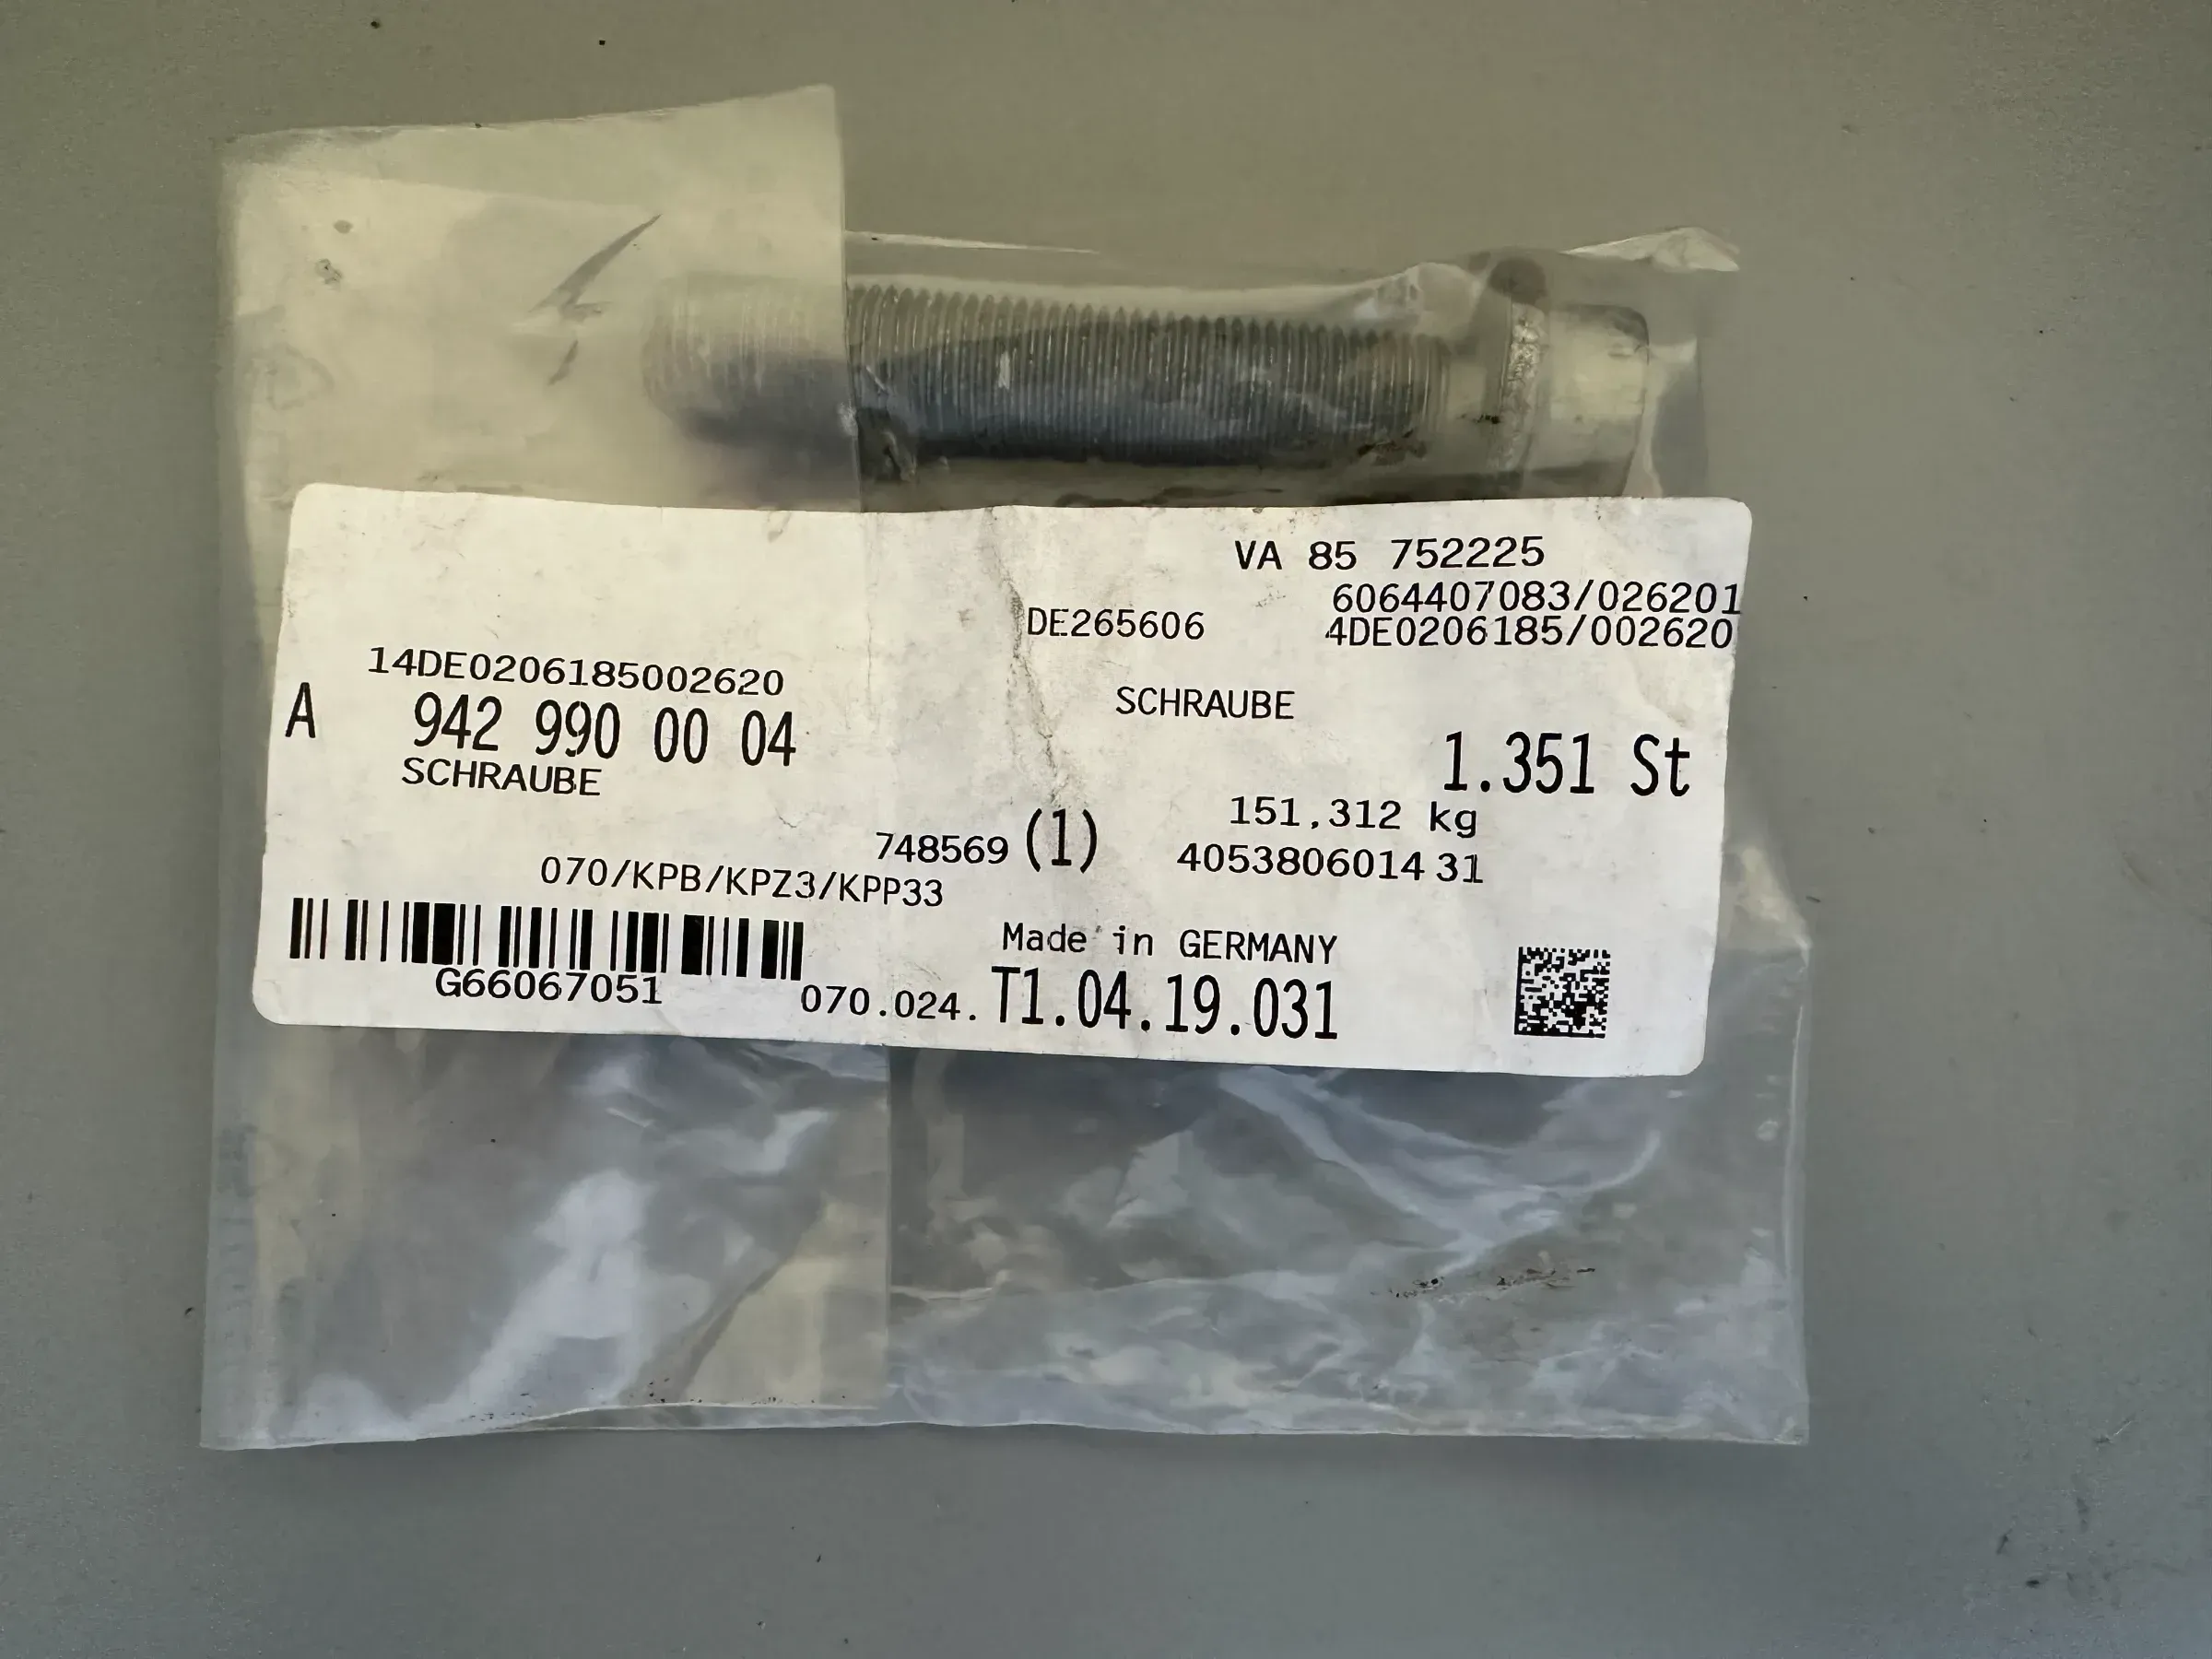 VA 85 752225
6064407083/026201
DE265606 4DE0206185/002620
14DE0206185002620
SCHRAUBE
A 942 990 00 04
1.351 St
SCHRAUBE
151,312 kg
748569 (1) 4053806014 31
070/KPB/KPZ3/KPP33
Made in GERMANY
G66067051
070.024. T1.04.19.031